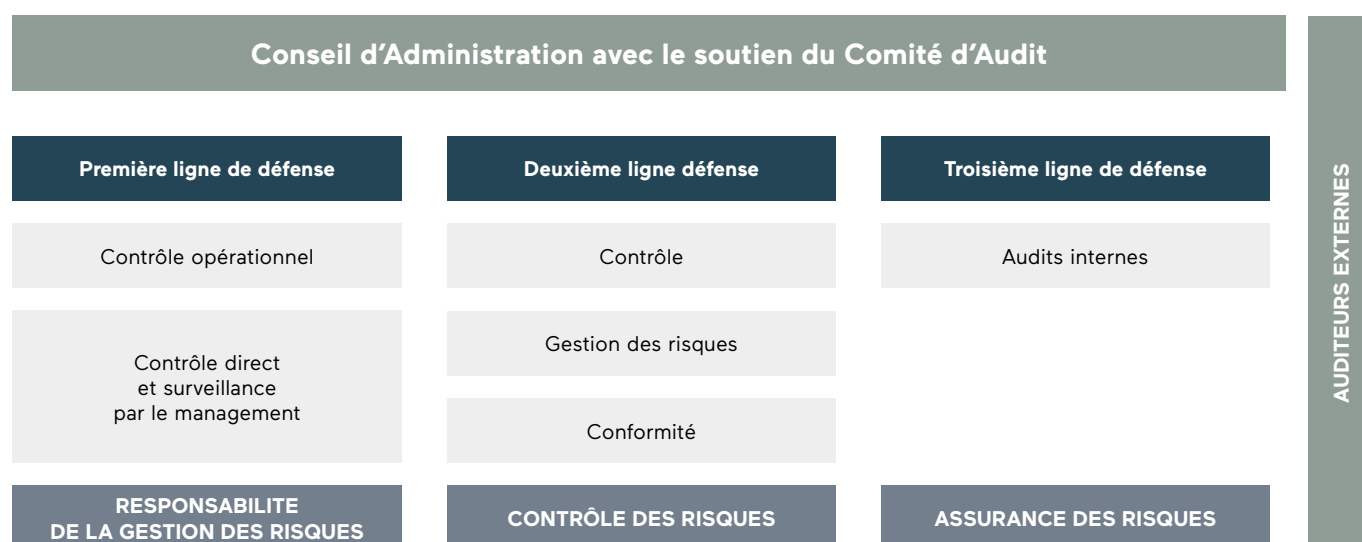 Conseil d’Administration avec le soutien du Comité d’Audit
Première ligne de défense
Contrôle opérationnel
Contrôle direct
et surveillance
par le management
RESPONSABILITE
DE LA GESTION DES RISQUES
Deuxième ligne défense
Contrôle
Gestion des risques
Conformité
CONTRÔLE DES RISQUES
Troisième ligne de défense
Audits internes
ASSURANCE DES RISQUES
AUDITEURS EXTERNES